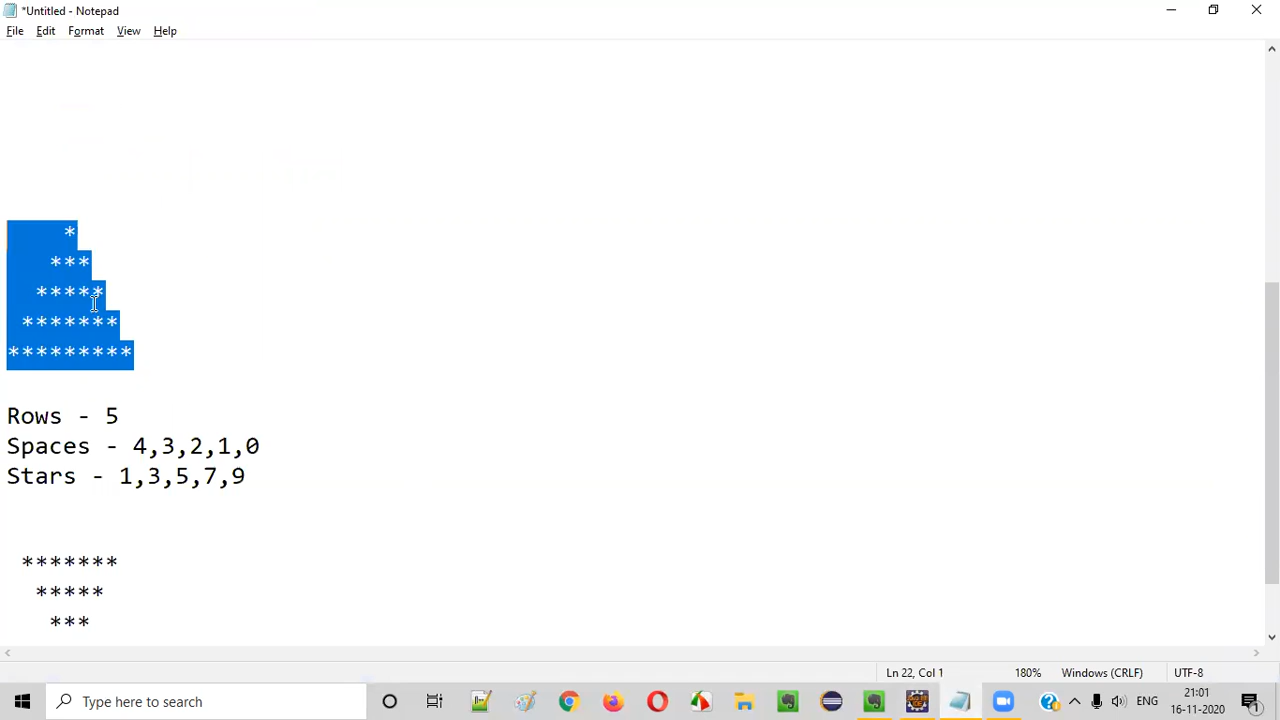 *Untitled - Notepad
File Edit Format View Help
    *
   ***
  *****
 *******
*********
Rows - 5
Spaces - 4,3,2,1,0
Stars - 1,3,5,7,9
 *******
  *****
   ***
Ln 22, Col 1 180% Windows (CRLF) UTF-8
Type here to search
ENG
21:01
16-11-2020